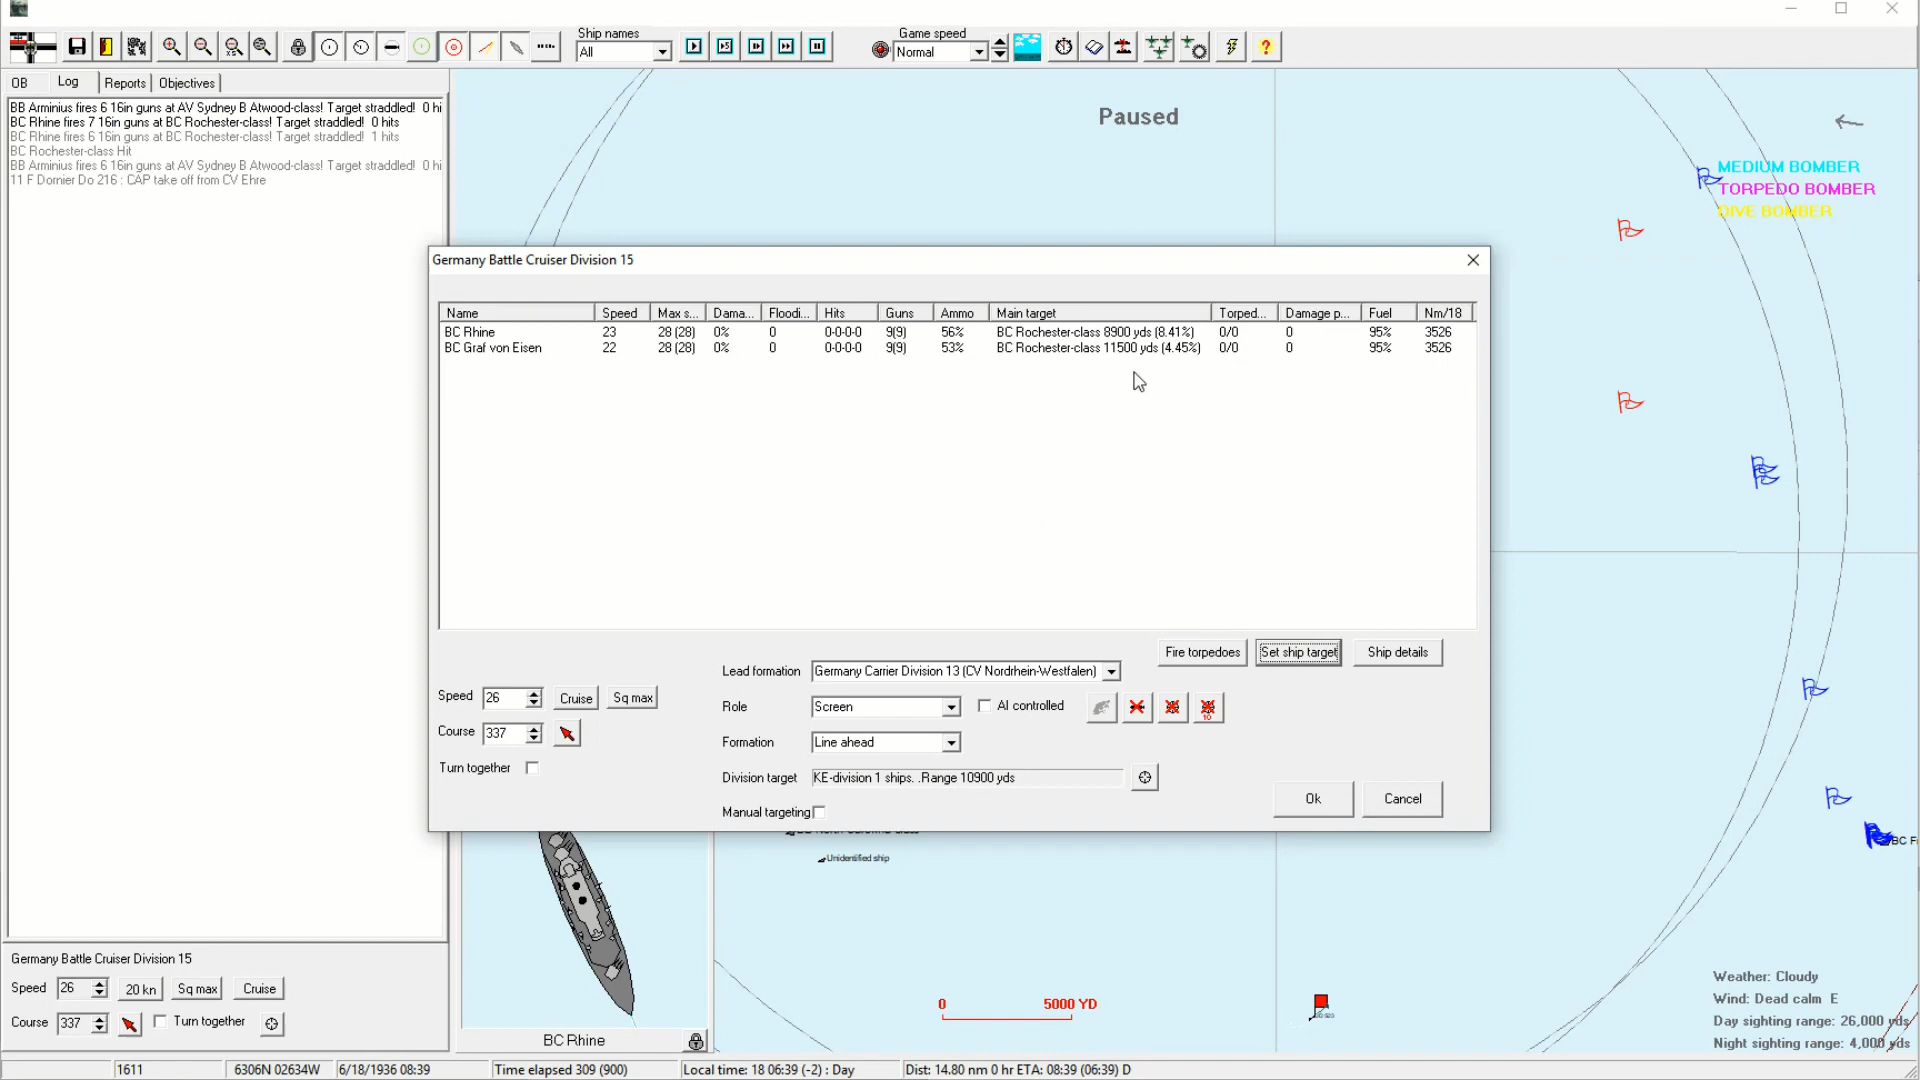 Ship names
Game speed
All
Normal
OB Log Reports Objectives
BB Arminius fires 6 16in guns at AV Sydney B Atwood-class! Target straddled! 0 hi
BC Rhine fires 7 16in guns at BC Rochester-class! Target straddled! 0 hits
BC Rhine fires 6 16in guns at BC Rochester-class! Target straddled! 1 hits
BC Rochester-class Hit
BB Arminius fires 6 16in guns at AV Sydney B Atwood-class! Target straddled! 0 hi
11 F Dornier Do 216 : CAP take off from CV Ehre
Paused
MEDIUM BOMBER
TORPEDO BOMBER
DIVE BOMBER
Germany Battle Cruiser Division 15
Name Speed Max s... Dama... Floodi... Hits Guns Ammo Main target Torped... Damage p... Fuel Nm/18
BC Rhine 23 28 (28) 0% 0 0-0-0-0 9(9) 56% BC Rochester-class 8900 yds (8.41%) 0/0 0 95% 3526
BC Graf von Eisen 22 28 (28) 0% 0 0-0-0-0 9(9) 53% BC Rochester-class 11500 yds (4.45%) 0/0 0 95% 3526
Fire torpedoes Set ship target Ship details
Lead formation Germany Carrier Division 13 (CV Nordrhein-Westfalen)
Speed 26 Cruise Sq max
Role Screen AI controlled
10
Course 337
Formation Line ahead
Turn together
Division target KE-division 1 ships. .Range 10900 yds
Manual targeting
Ok Cancel
Unidentified ship
BC F
Germany Battle Cruiser Division 15
Speed 26 20 kn Sq max Cruise
Course 337 Turn together
BC Rhine
0 5000 YD
Weather: Cloudy
Wind: Dead calm E
Day sighting range: 26,000 yds
Night sighting range: 4,000 yds
1611 6306N 02634W 6/18/1936 08:39 Time elapsed 309 (900) Local time: 18 06:39 (-2) : Day Dist: 14.80 nm 0 hr ETA: 08:39 (06:39) D